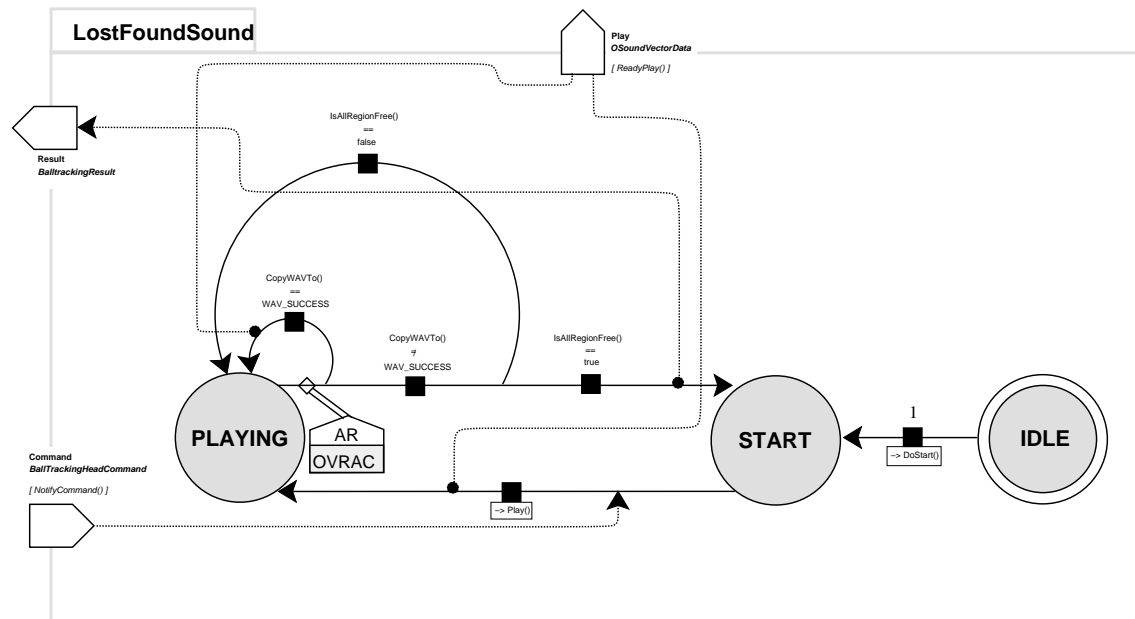 LostFoundSound
Play
OSoundVectorData
[ ReadyPlay() ]
IsAllRegionFree()
==
false
Result
BalltrackingResult
CopyWAVTo()
==
WAV_SUCCESS
CopyWAVTo()
≠
WAV_SUCCESS
IsAllRegionFree()
==
true
PLAYING
AR
OVRAC
START
1
−> DoStart()
IDLE
Command
BallTrackingHeadCommand
[ NotifyCommand() ]
−> Play()